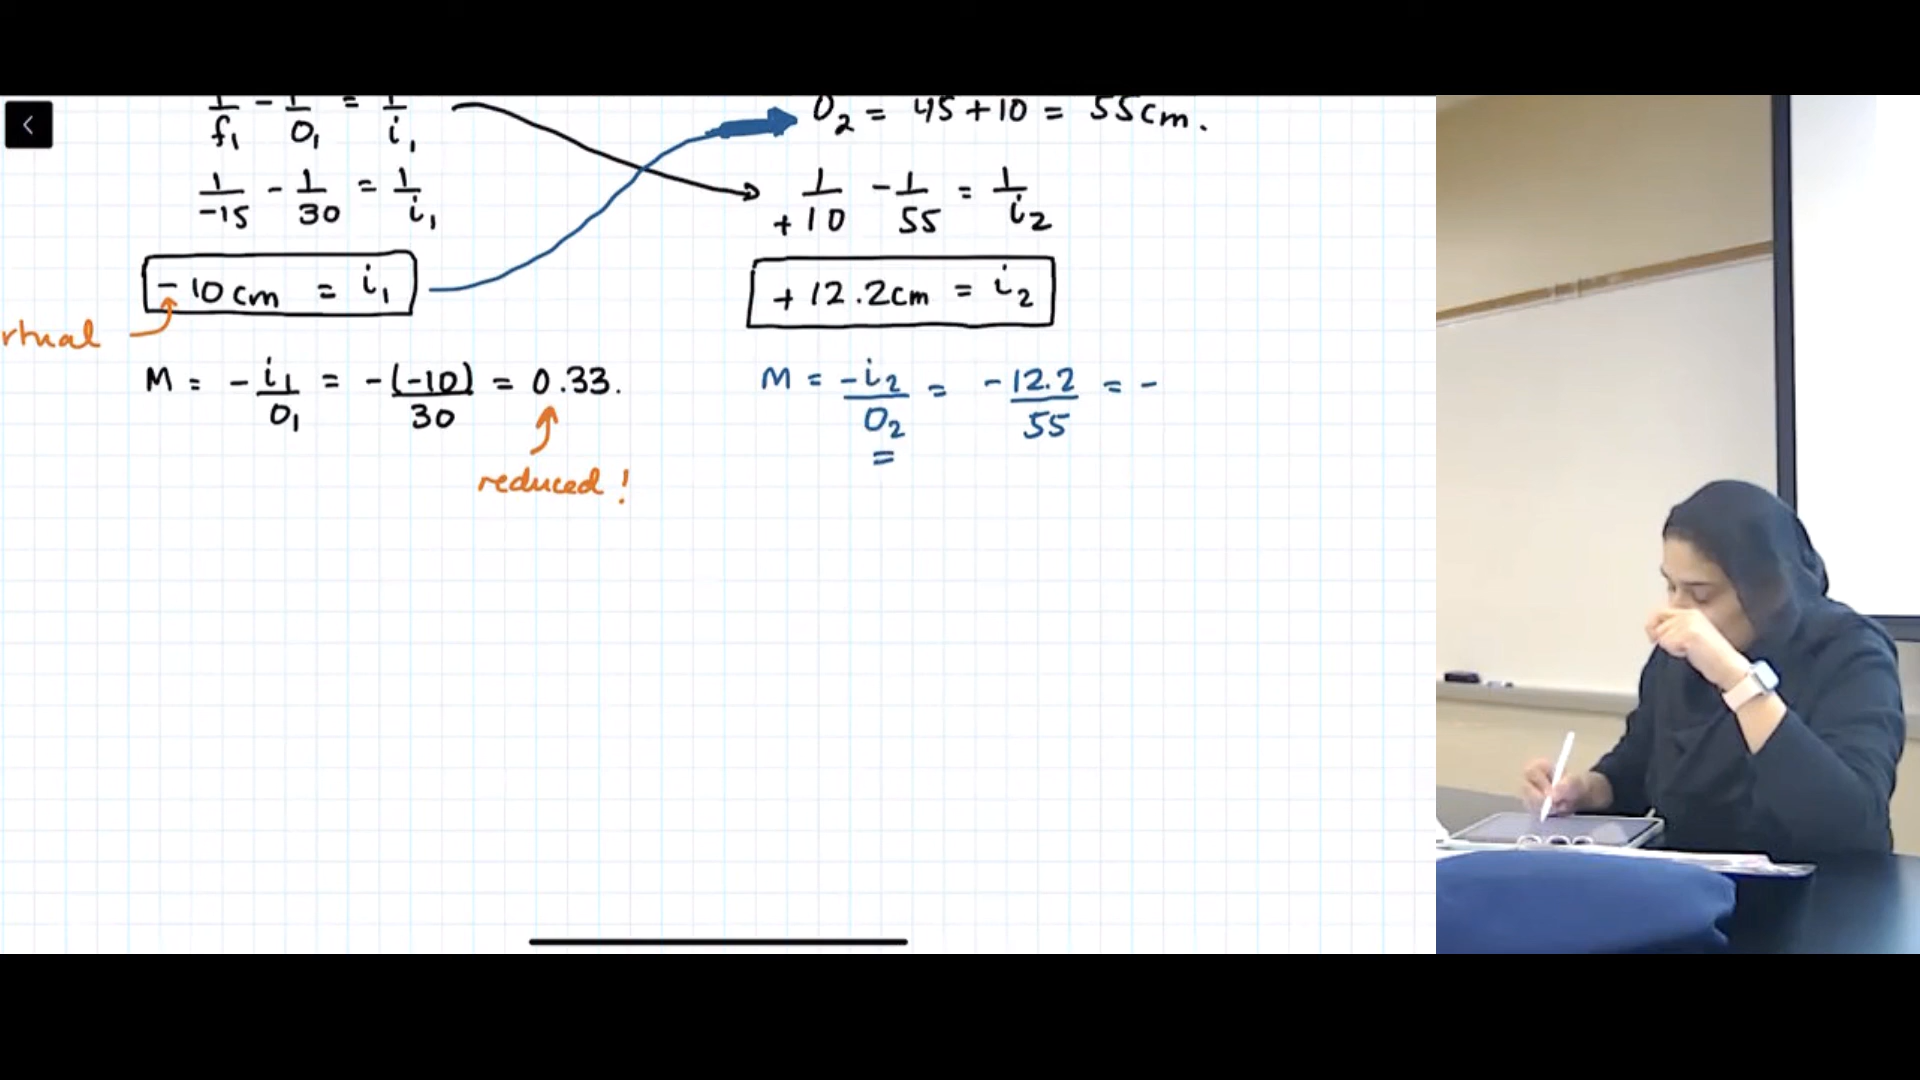 1/f₁ - 1/O₁ = 1/i₁
1/-15 - 1/30 = 1/i₁
-10cm = i₁
rtual
M = -i₁/O₁ = -(-10)/30 = 0.33.
reduced!
O₂ = 45+10 = 55cm.
1/+10 - 1/55 = 1/i₂
+12.2cm = i₂
M = -i₂/O₂ = -12.2/55 = -
=